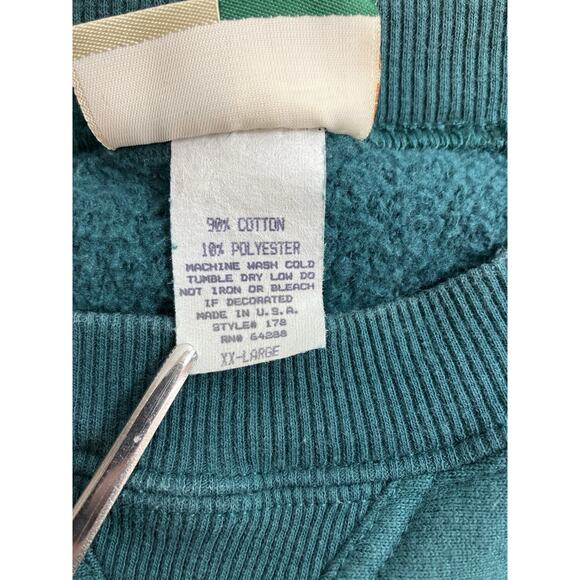 90% COTTON
10% POLYESTER
MACHINE WASH COLD
TUMBLE DRY LOW DO
NOT IRON OR BLEACH
IF DECORATED
MADE IN U.S.A.
STYLE# 178
RN# 64288
XX-LARGE